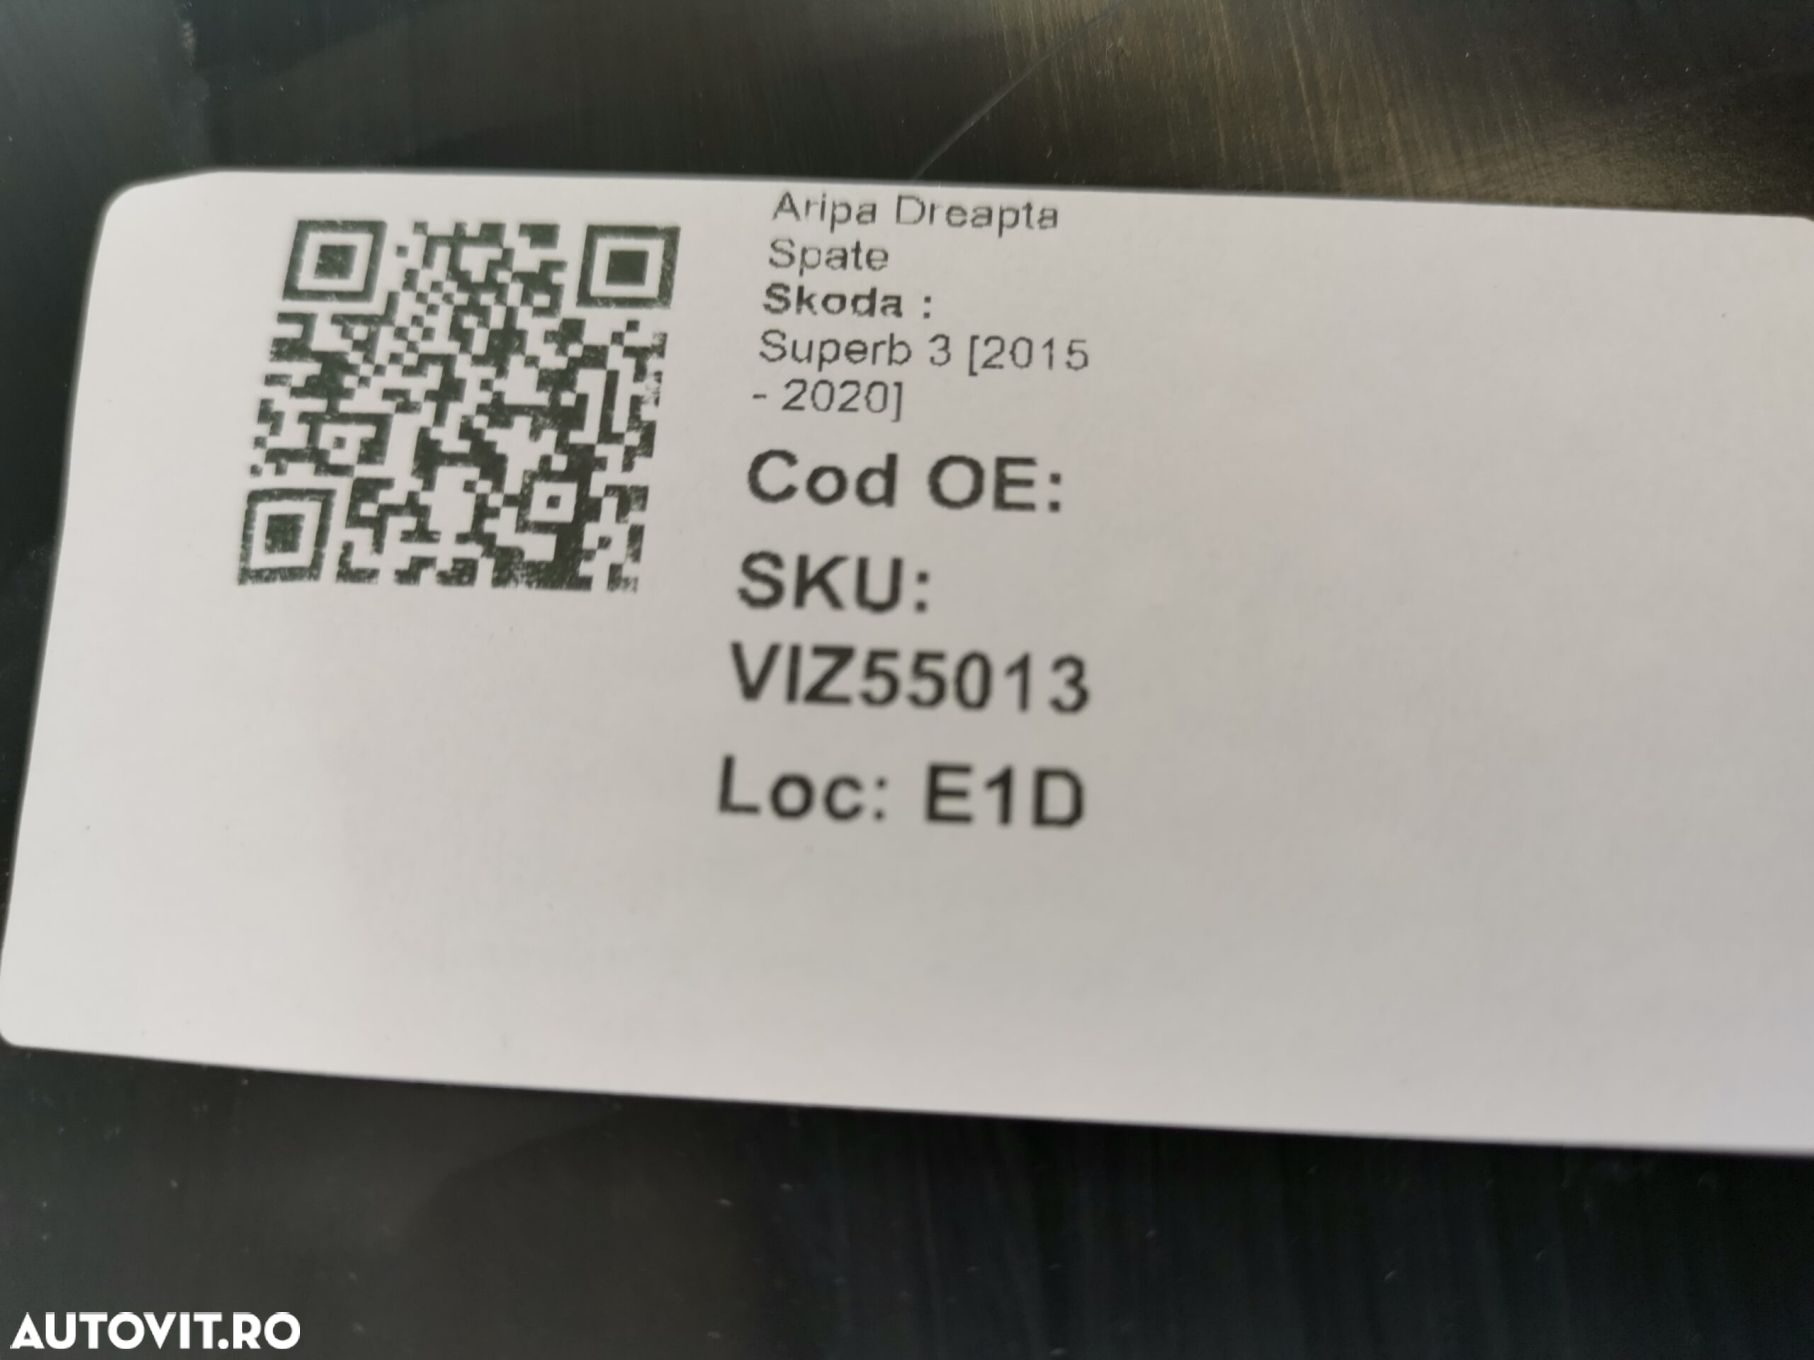 Aripa Dreapta
Spate
Skoda :
Superb 3 [2015
- 2020]
Cod OE:
SKU:
VIZ55013
Loc: E1D
AUTOVIT.RO